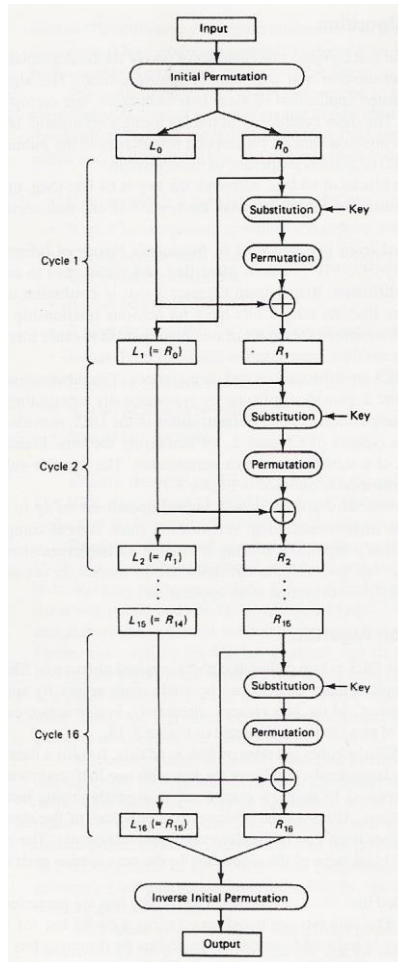 Input
Initial Permutation
L₀
R₀
Substitution
Key
Permutation
Cycle 1
L₁ (= R₀)
R₁
Substitution
Key
Permutation
Cycle 2
L₂ (= R₁)
R₂
L₁₅ (= R₁₄)
R₁₅
Substitution
Key
Permutation
Cycle 16
L₁₆ (= R₁₅)
R₁₆
Inverse Initial Permutation
Output